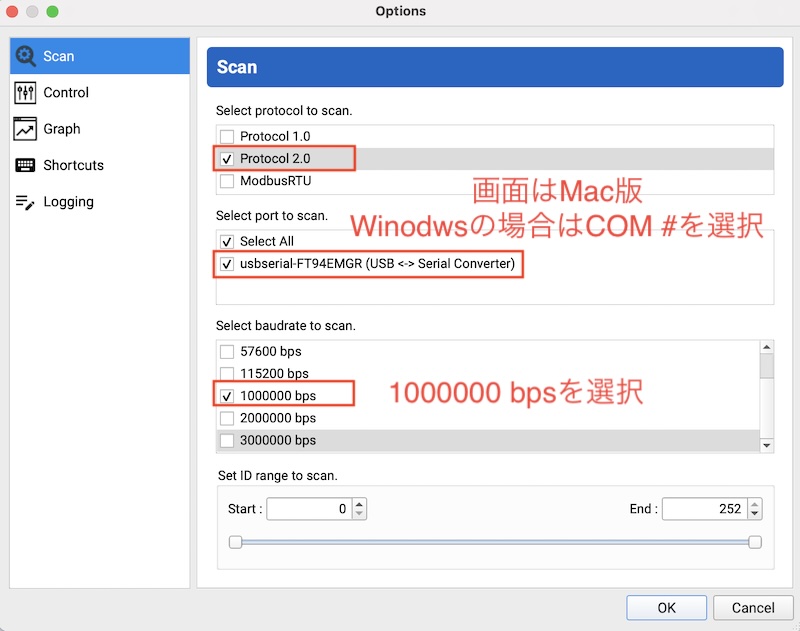 Options
Scan
Control
Graph
Shortcuts
Logging
Scan
Select protocol to scan.
Protocol 1.0
Protocol 2.0
ModbusRTU
画面はMac版
Winodwsの場合はCOM #を選択
Select port to scan.
Select All
usbserial-FT94EMGR (USB <-> Serial Converter)
Select baudrate to scan.
57600 bps
115200 bps
1000000 bps
1000000 bpsを選択
2000000 bps
3000000 bps
Set ID range to scan.
Start : 0
End : 252
OK
Cancel